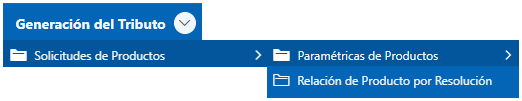 Generación del Tributo
Solicitudes de Productos
Paramétricas de Productos
Relación de Producto por Resolución